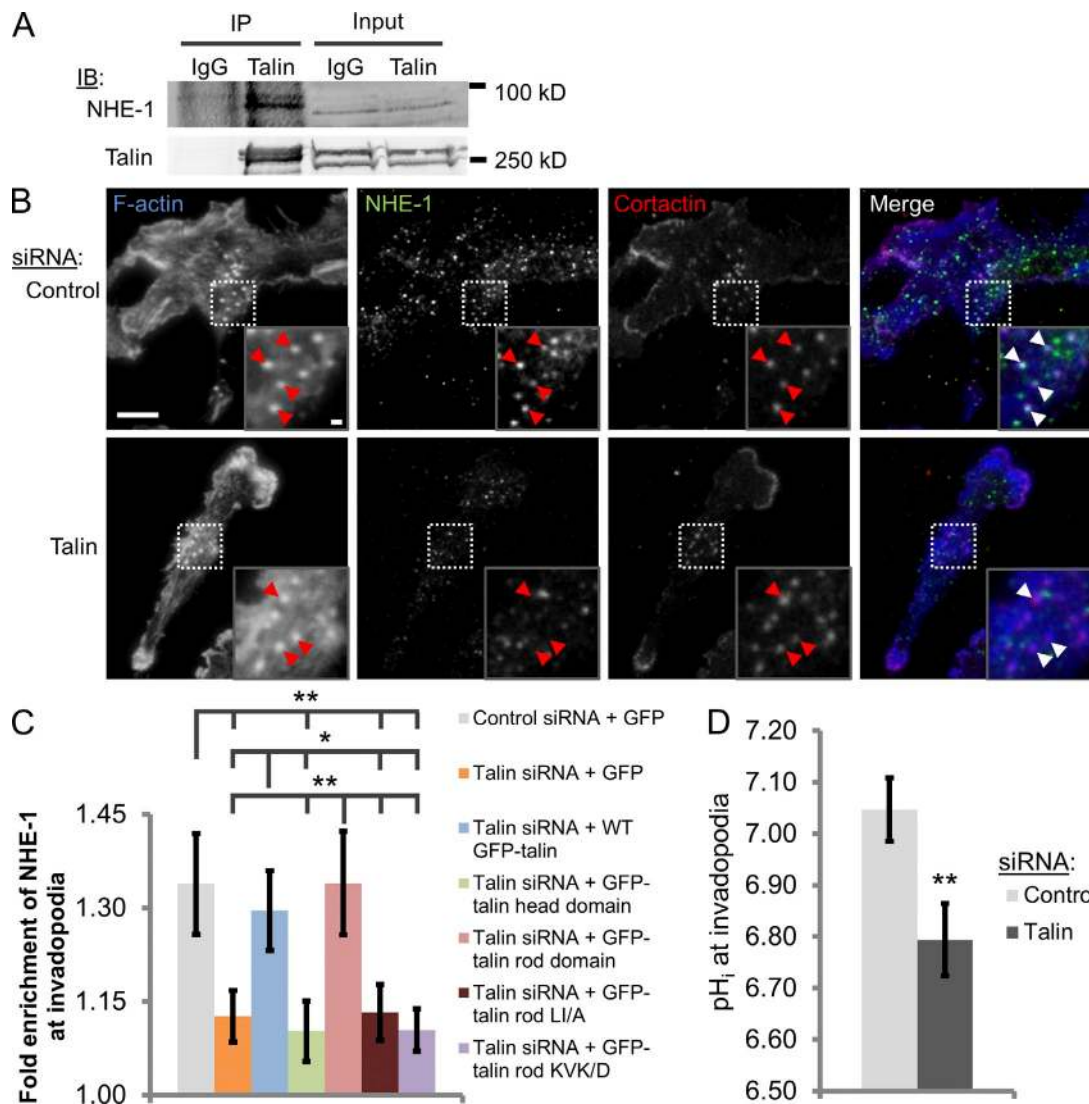 A
IP
Input
IB:
IgG
Talin
IgG
Talin
NHE-1
100 kD
Talin
250 kD
B
siRNA:
F-actin
NHE-1
Cortactin
Merge
Control
Talin
C
**
*
**
Fold enrichment of NHE-1
at invadopodia
1.45
1.30
1.15
1.00
Control siRNA + GFP
Talin siRNA + GFP
Talin siRNA + WT
GFP-talin
Talin siRNA + GFP-
talin head domain
Talin siRNA + GFP-
talin rod domain
Talin siRNA + GFP-
talin rod LI/A
Talin siRNA + GFP-
talin rod KVK/D
D
pHi at invadopodia
7.20
7.10
7.00
6.90
6.80
6.70
6.60
6.50
**
siRNA:
Contro
Talin